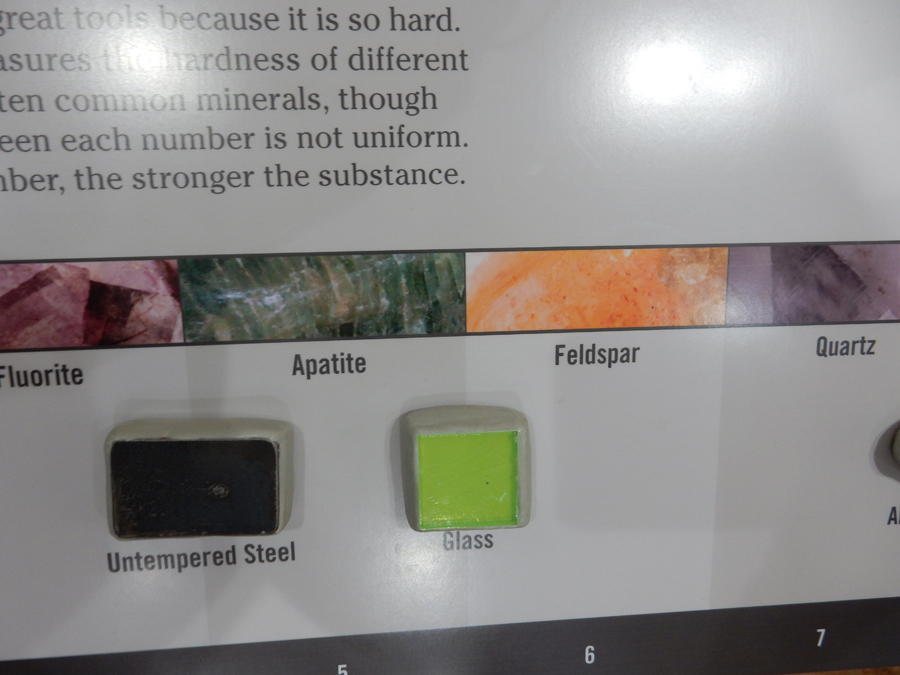 great tools because it is so hard.
asures the hardness of different
ten common minerals, though
een each number is not uniform.
nber, the stronger the substance.
Fluorite Apatite Feldspar Quartz
Untempered Steel Glass
5 6 7